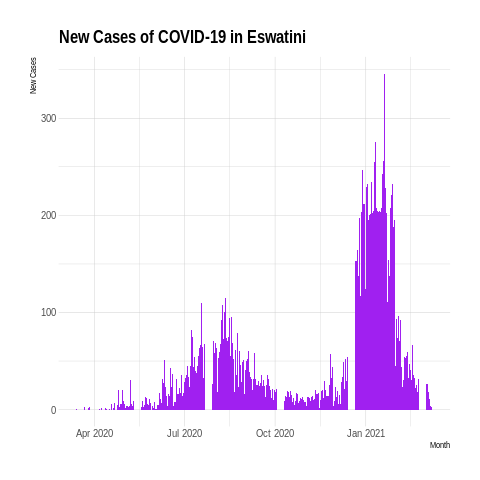 New Cases of COVID-19 in Eswatini
New Cases
300
200
100
0
Apr 2020
Jul 2020
Oct 2020
Jan 2021
Month